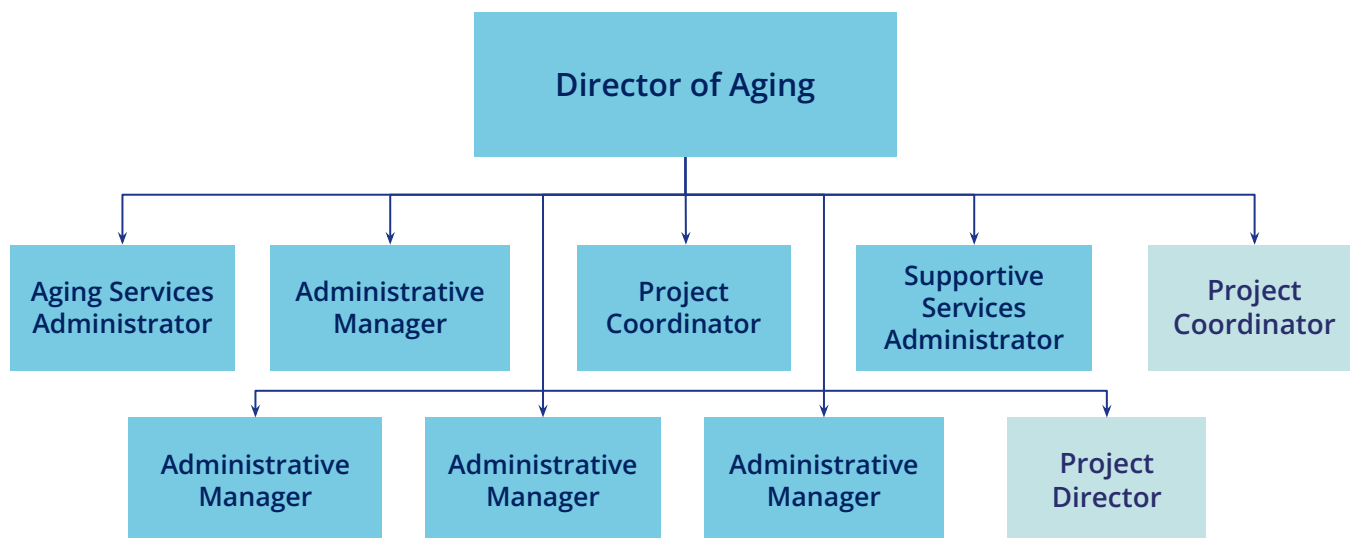 Director of Aging
Aging Services
Administrator
Administrative
Manager
Project
Coordinator
Supportive
Services
Administrator
Project
Coordinator
Administrative
Manager
Administrative
Manager
Administrative
Manager
Project
Director